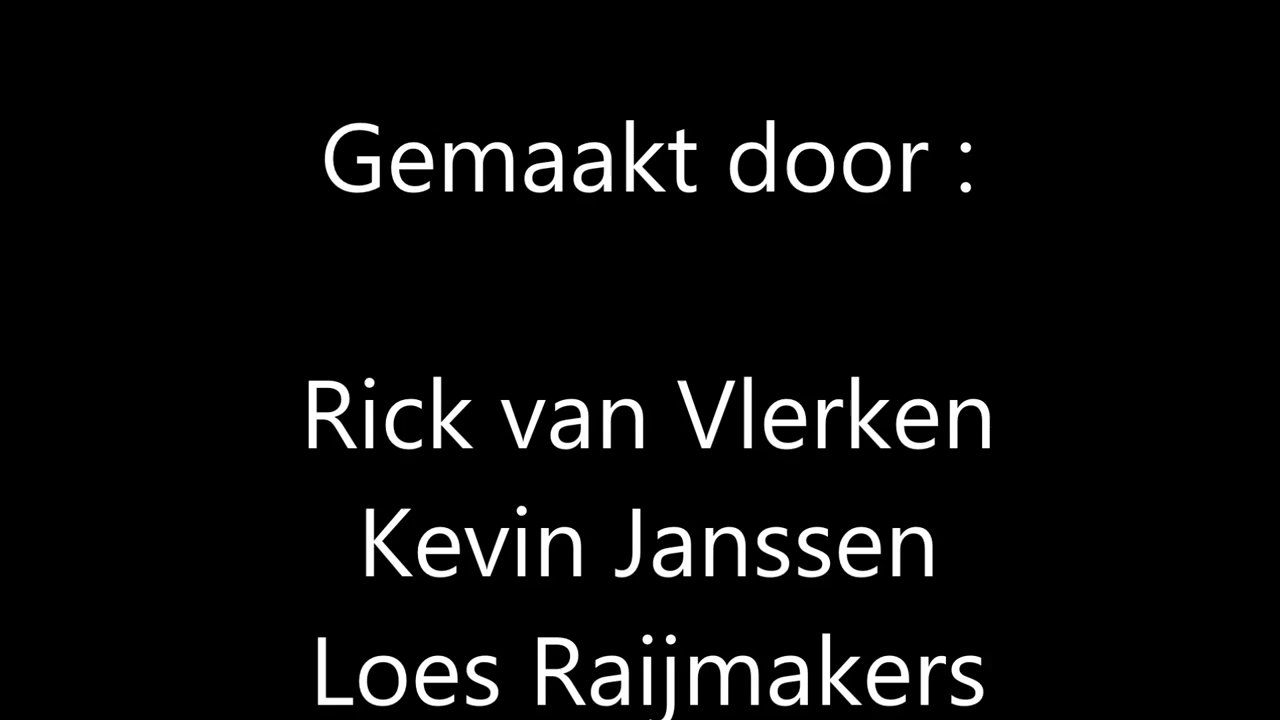 Gemaakt door :
Rick van Vlerken
Kevin Janssen
Loes Raijmakers